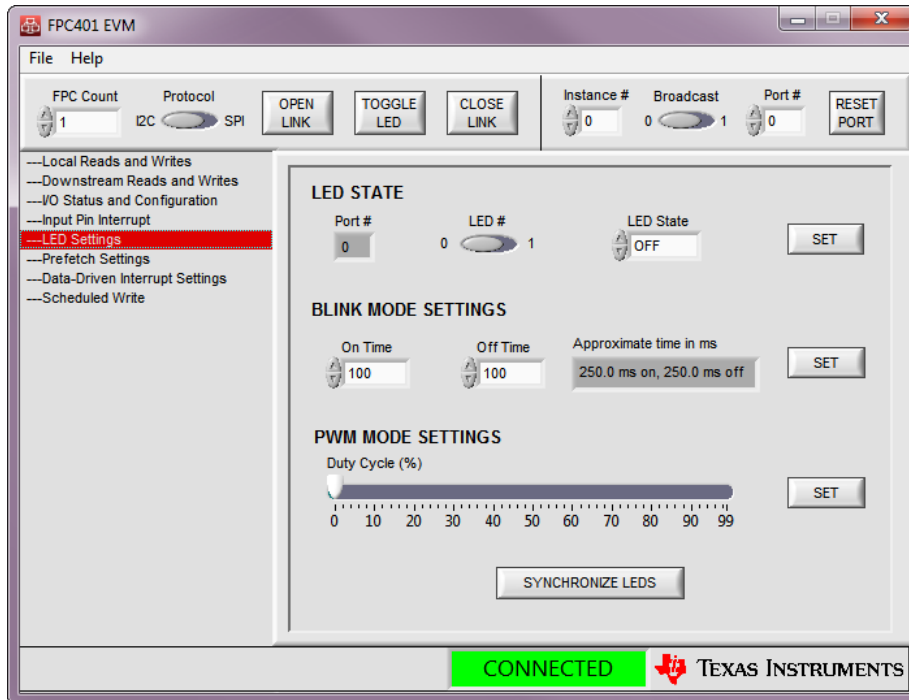 FPC401 EVM
File Help
FPC Count
1
Protocol
I2C SPI
OPEN
LINK
TOGGLE
LED
CLOSE
LINK
Instance #
0
Broadcast
0 1
Port #
0
RESET
PORT
---Local Reads and Writes
---Downstream Reads and Writes
---I/O Status and Configuration
---Input Pin Interrupt
---LED Settings
---Prefetch Settings
---Data-Driven Interrupt Settings
---Scheduled Write
LED STATE
Port #
0
LED #
0 1
LED State
OFF
SET
BLINK MODE SETTINGS
On Time
100
Off Time
100
Approximate time in ms
250.0 ms on, 250.0 ms off
SET
PWM MODE SETTINGS
Duty Cycle (%)
0 10 20 30 40 50 60 70 80 90 99
SET
SYNCHRONIZE LEDS
CONNECTED
TEXAS INSTRUMENTS